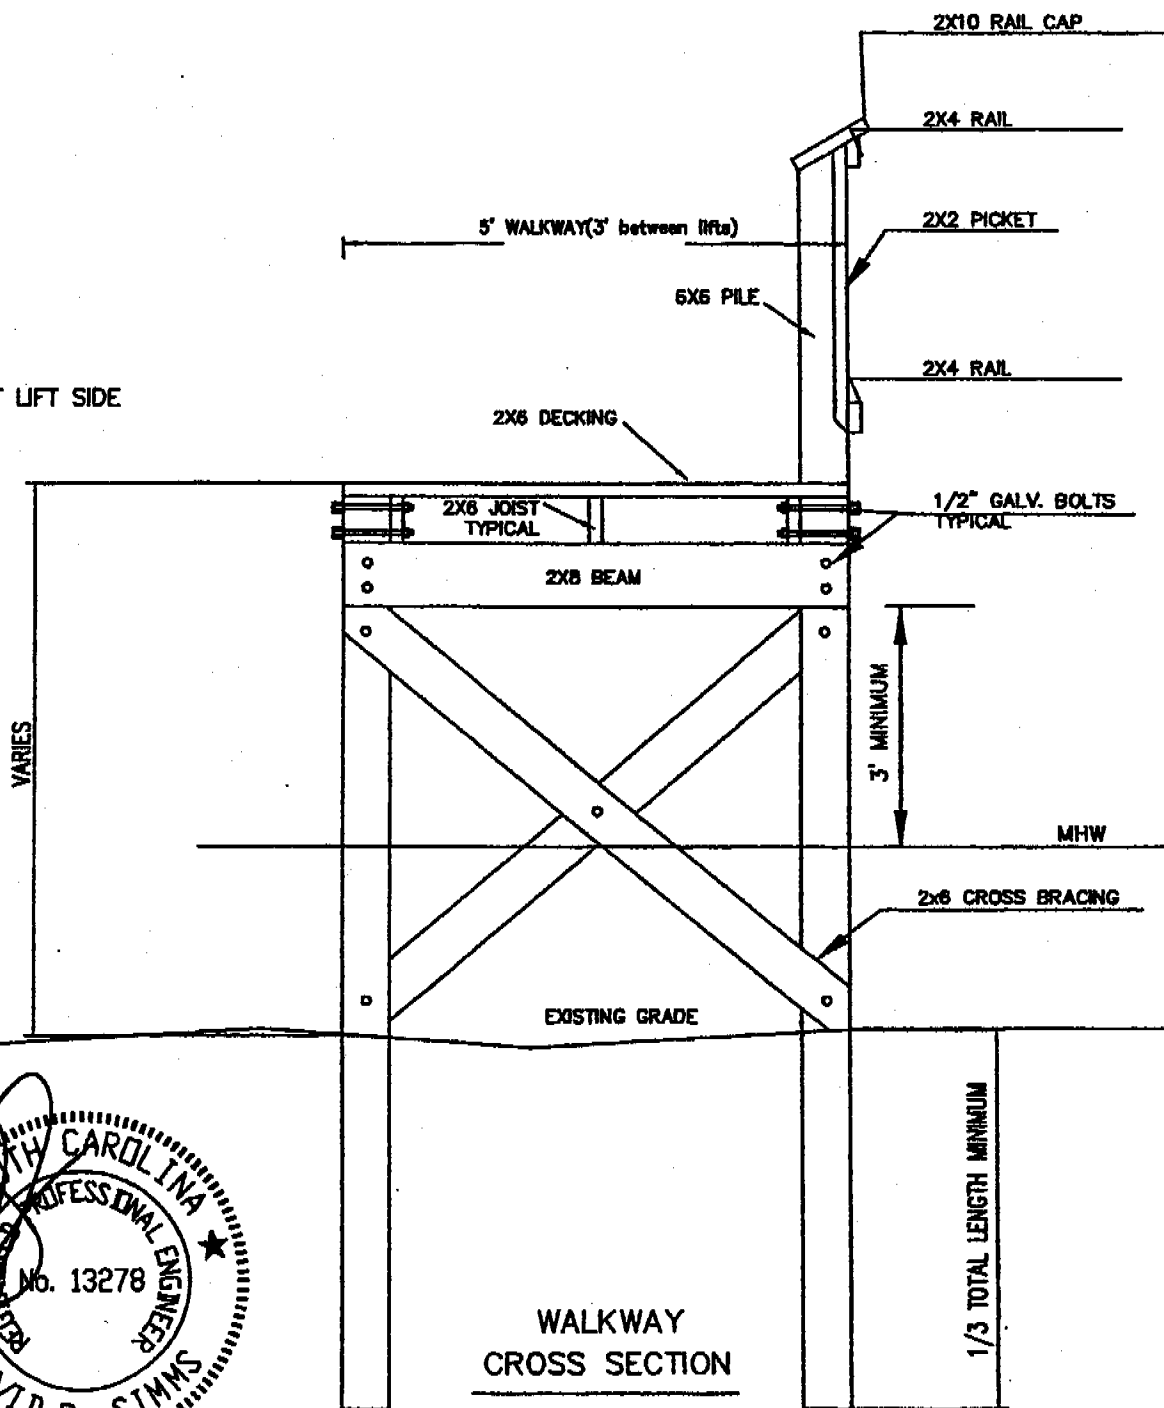 2X10 RAIL CAP
2X4 RAIL
5' WALKWAY(3' between lifts)
2X2 PICKET
6X6 PILE
2X4 RAIL
LIFT SIDE
2X6 DECKING
2X6 JOIST
TYPICAL
1/2" GALV. BOLTS
TYPICAL
2X8 BEAM
3' MINIMUM
VARIES
MHW
2x6 CROSS BRACING
EXISTING GRADE
1/3 TOTAL LENGTH MINIMUM
TH CAROLINA
PROFESSIONAL ENGINEER
No. 13278
SIMMS
WALKWAY
CROSS SECTION